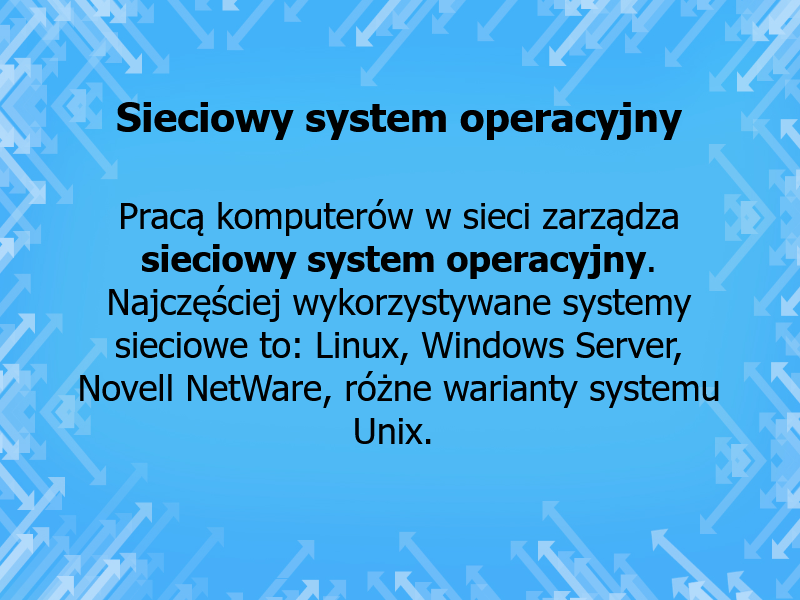 Sieciowy system operacyjny
Pracą komputerów w sieci zarządza
sieciowy system operacyjny.
Najczęściej wykorzystywane systemy
sieciowe to: Linux, Windows Server,
Novell NetWare, różne warianty systemu
Unix.